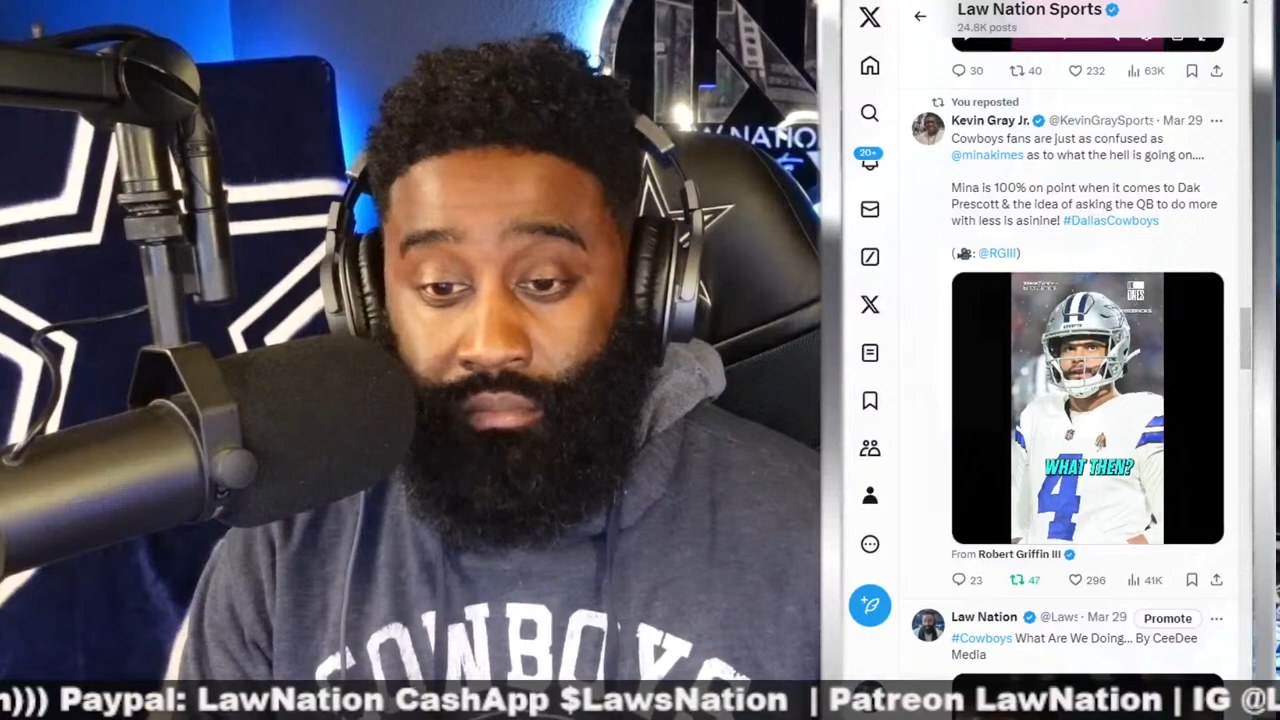 Law Nation Sports
24.8K posts
30 40 232 63K
You reposted
Kevin Gray Jr. @KevinGraySports · Mar 29
Cowboys fans are just as confused as
@minakimes as to what the hell is going on....
20+
Mina is 100% on point when it comes to Dak
Prescott & the idea of asking the QB to do more
with less is asinine! #DallasCowboys
(🎥: @RGIII)
WHAT THEN?
4
From Robert Griffin III
23 47 296 41K
Law Nation @Laws · Mar 29 Promote
#Cowboys What Are We Doing... By CeeDee
Media
W NATIO
COWBOYS
))) Paypal: LawNation CashApp $LawsNation | Patreon LawNation | IG @L